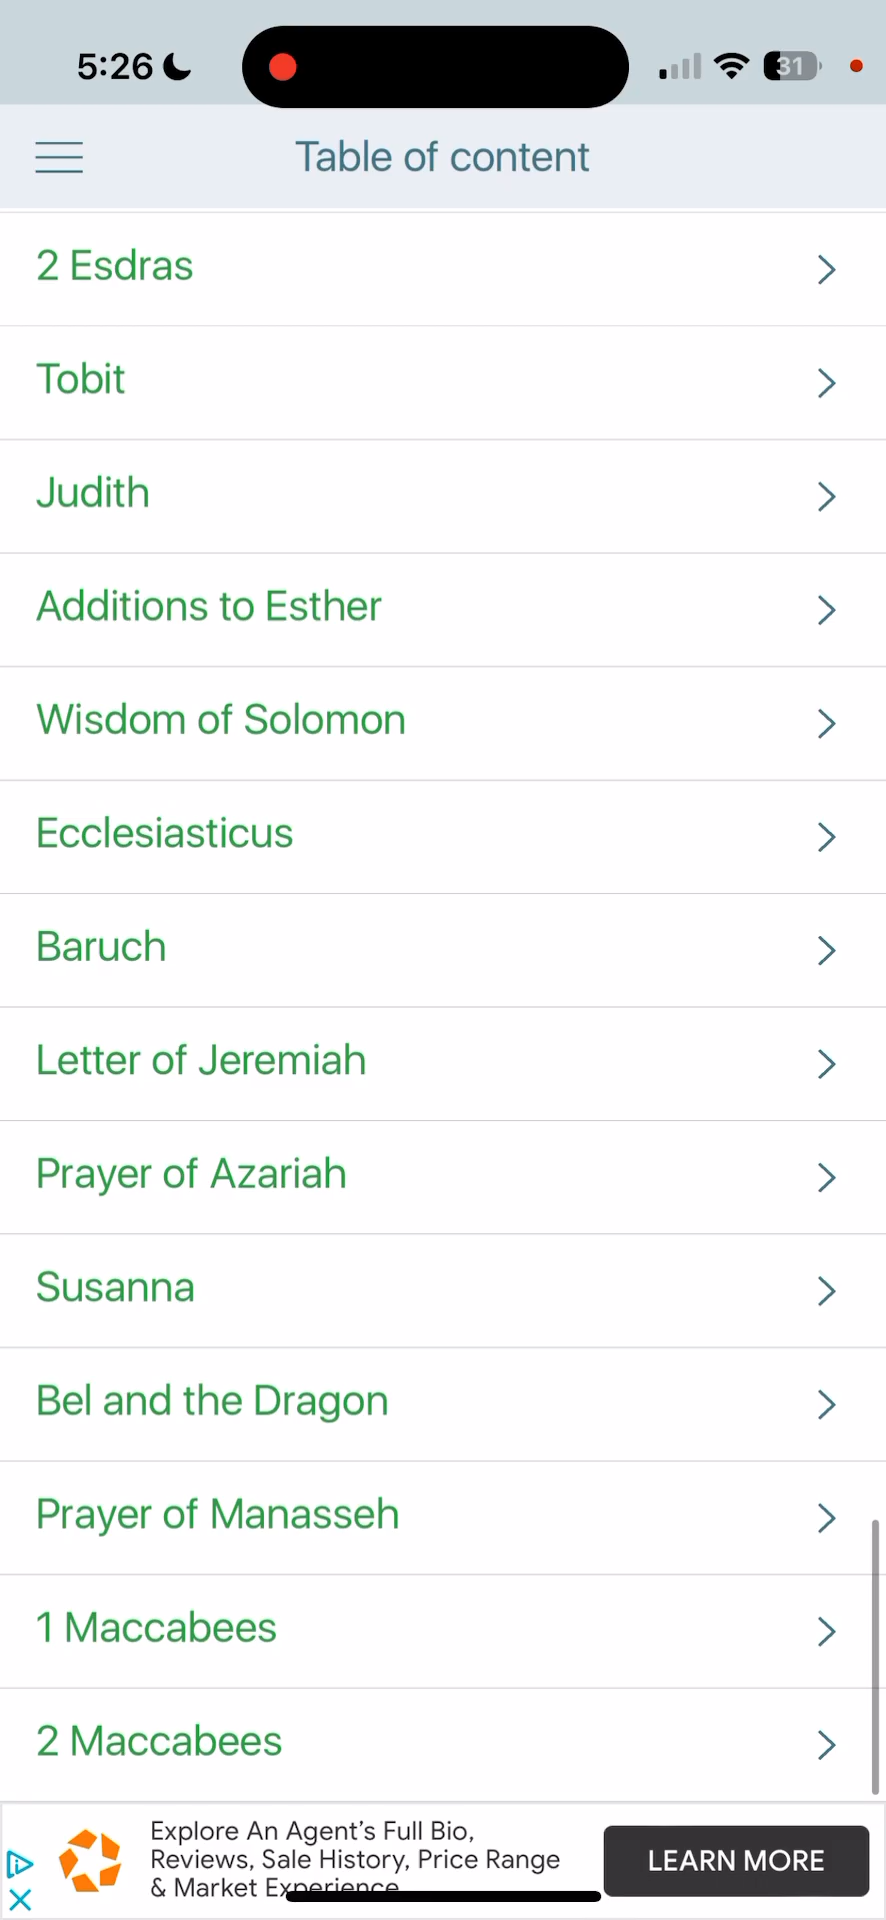 5:26
31
Table of content
2 Esdras
Tobit
Judith
Additions to Esther
Wisdom of Solomon
Ecclesiasticus
Baruch
Letter of Jeremiah
Prayer of Azariah
Susanna
Bel and the Dragon
Prayer of Manasseh
1 Maccabees
2 Maccabees
Explore An Agent's Full Bio,
Reviews, Sale History, Price Range
& Market Experience
LEARN MORE